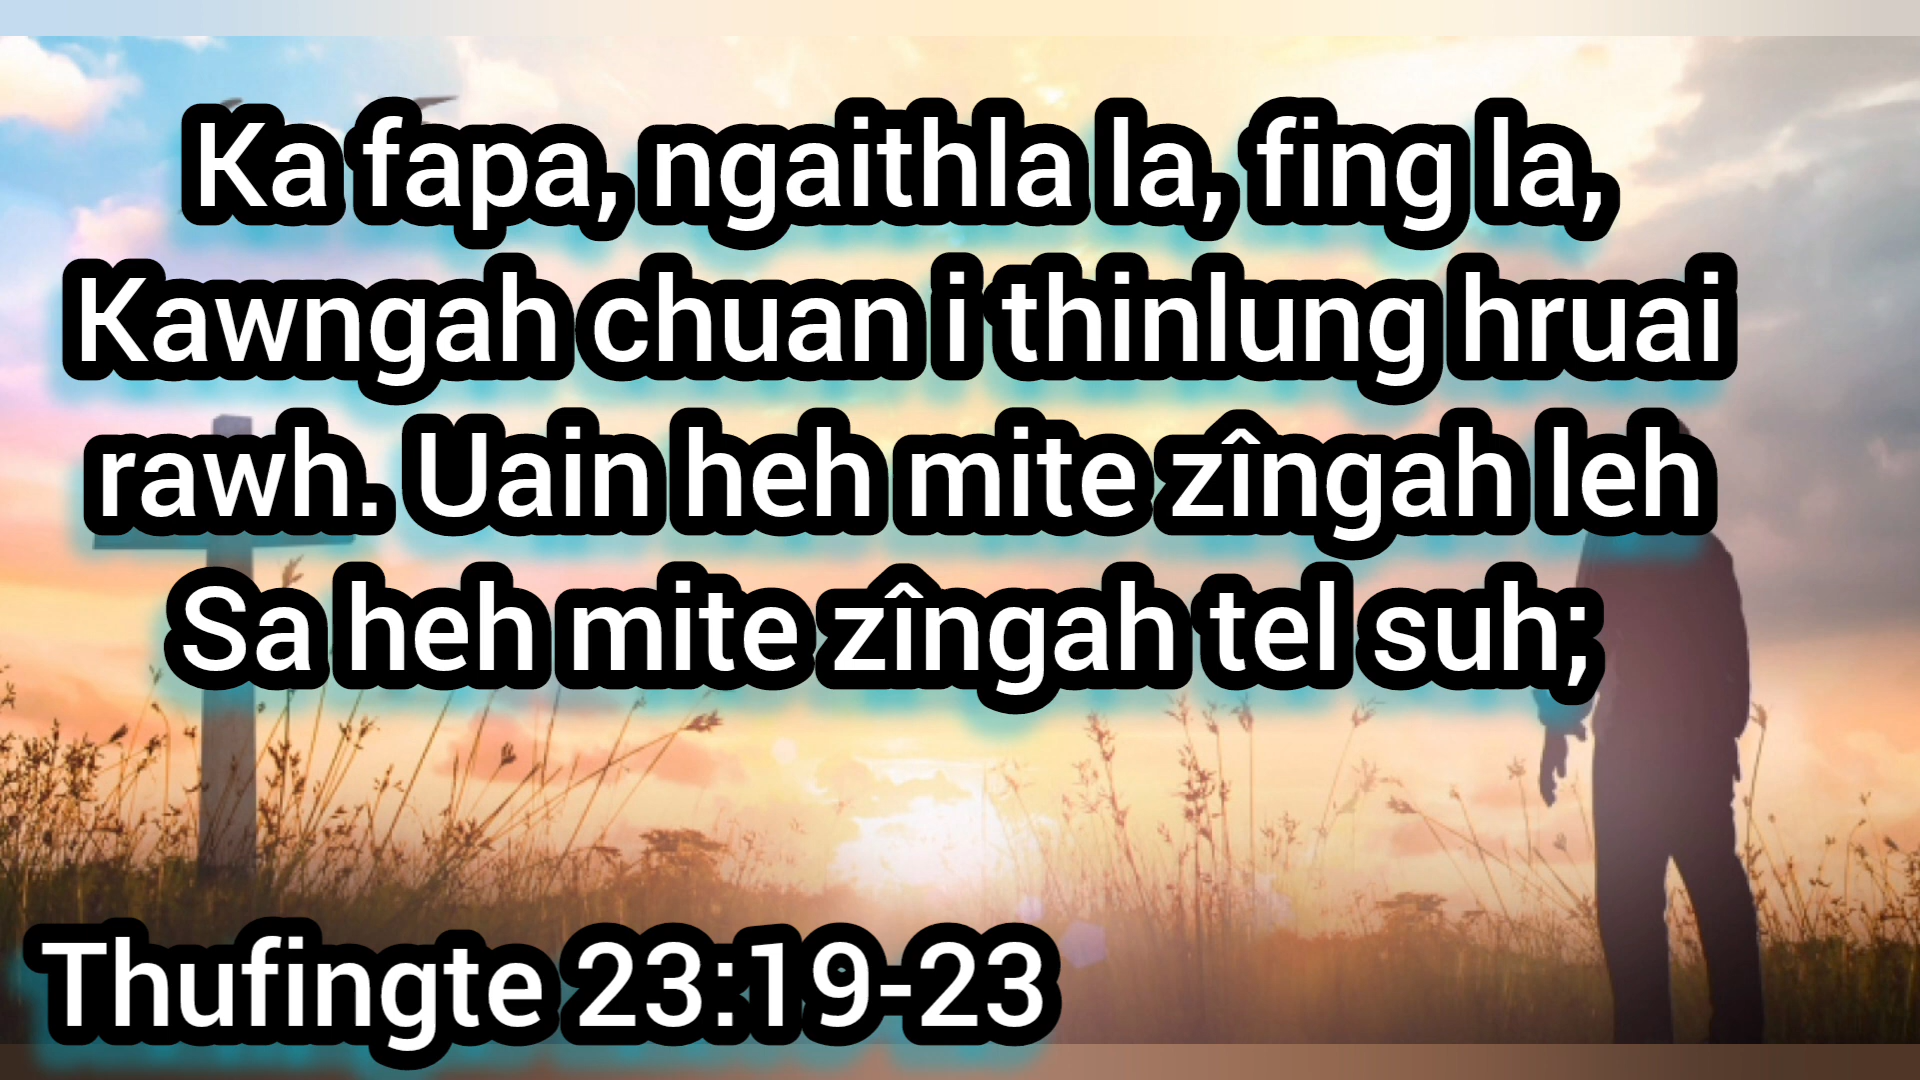 Ka fapa, ngaithla la, fing la,
Kawngah chuan i thinlung hruai
rawh. Uain heh mite zîngah leh
Sa heh mite zîngah tel suh;
Thufingte 23:19-23